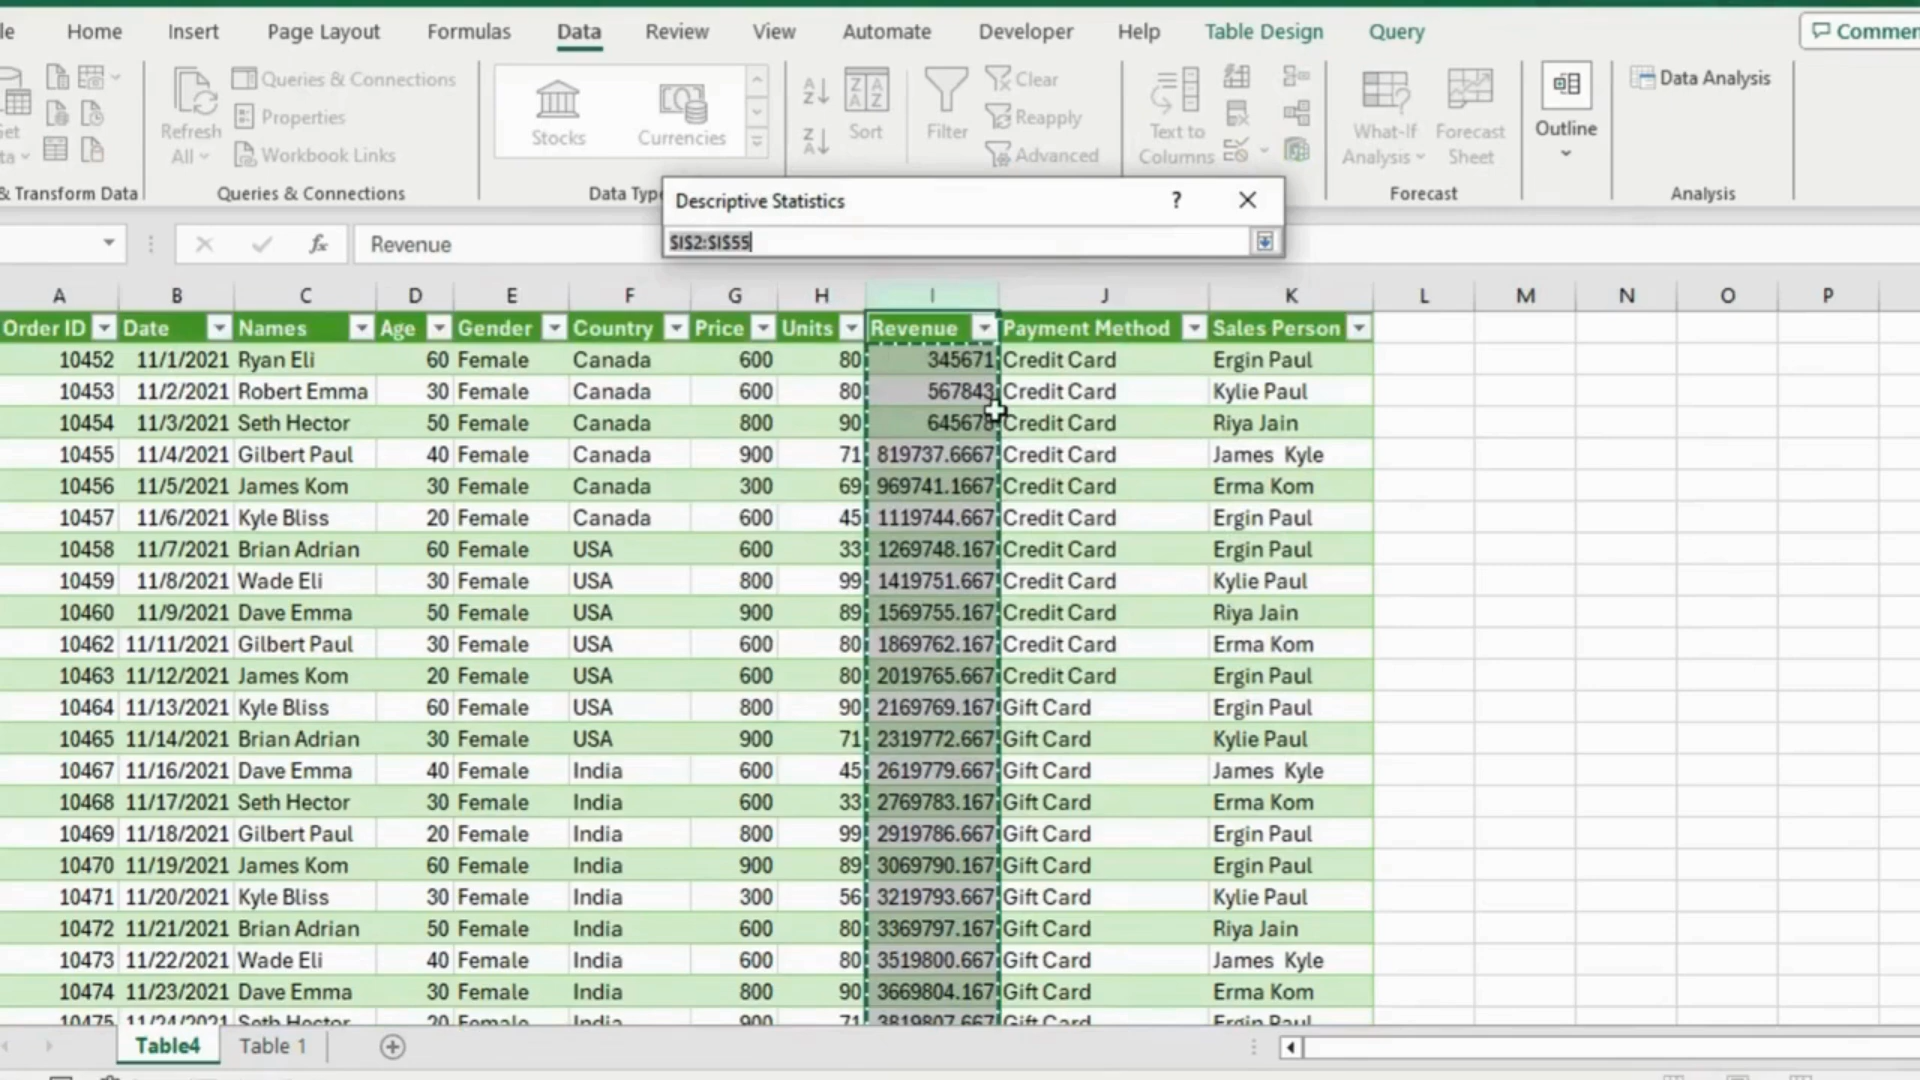 le Home Insert Page Layout Formulas Data Review View Automate Developer Help Table Design Query Commen
Queries & Connections Clear Data Analysis
Properties Reapply
Get Refresh Stocks Currencies Sort Filter Text to What-If Forecast Outline
ta All Workbook Links Advanced Columns Analysis Sheet
& Transform Data Queries & Connections Data Type Forecast Analysis
Descriptive Statistics ? ×
fx Revenue $I$2:$I$55
A B C D E F G H I J K L M N O P
Order ID Date Names Age Gender Country Price Units Revenue Payment Method Sales Person
10452 11/1/2021 Ryan Eli 60 Female Canada 600 80 345671 Credit Card Ergin Paul
10453 11/2/2021 Robert Emma 30 Female Canada 600 80 567843 Credit Card Kylie Paul
10454 11/3/2021 Seth Hector 50 Female Canada 800 90 645678 Credit Card Riya Jain
10455 11/4/2021 Gilbert Paul 40 Female Canada 900 71 819737.6667 Credit Card James  Kyle
10456 11/5/2021 James Kom 30 Female Canada 300 69 969741.1667 Credit Card Erma Kom
10457 11/6/2021 Kyle Bliss 20 Female Canada 600 45 1119744.667 Credit Card Ergin Paul
10458 11/7/2021 Brian Adrian 60 Female USA 600 33 1269748.167 Credit Card Ergin Paul
10459 11/8/2021 Wade Eli 30 Female USA 800 99 1419751.667 Credit Card Kylie Paul
10460 11/9/2021 Dave Emma 50 Female USA 900 89 1569755.167 Credit Card Riya Jain
10462 11/11/2021 Gilbert Paul 30 Female USA 600 80 1869762.167 Credit Card Erma Kom
10463 11/12/2021 James Kom 20 Female USA 600 80 2019765.667 Credit Card Ergin Paul
10464 11/13/2021 Kyle Bliss 60 Female USA 800 90 2169769.167 Gift Card Ergin Paul
10465 11/14/2021 Brian Adrian 30 Female USA 900 71 2319772.667 Gift Card Kylie Paul
10467 11/16/2021 Dave Emma 40 Female India 600 45 2619779.667 Gift Card James  Kyle
10468 11/17/2021 Seth Hector 30 Female India 600 33 2769783.167 Gift Card Erma Kom
10469 11/18/2021 Gilbert Paul 20 Female India 800 99 2919786.667 Gift Card Ergin Paul
10470 11/19/2021 James Kom 60 Female India 900 89 3069790.167 Gift Card Ergin Paul
10471 11/20/2021 Kyle Bliss 30 Female India 300 56 3219793.667 Gift Card Kylie Paul
10472 11/21/2021 Brian Adrian 50 Female India 600 80 3369797.167 Gift Card Riya Jain
10473 11/22/2021 Wade Eli 40 Female India 600 80 3519800.667 Gift Card James  Kyle
10474 11/23/2021 Dave Emma 30 Female India 800 90 3669804.167 Gift Card Erma Kom
10475 11/24/2021 Seth Hector 20 Female India 900 71 3819807.667 Gift Card Ergin Paul
Table4 Table 1